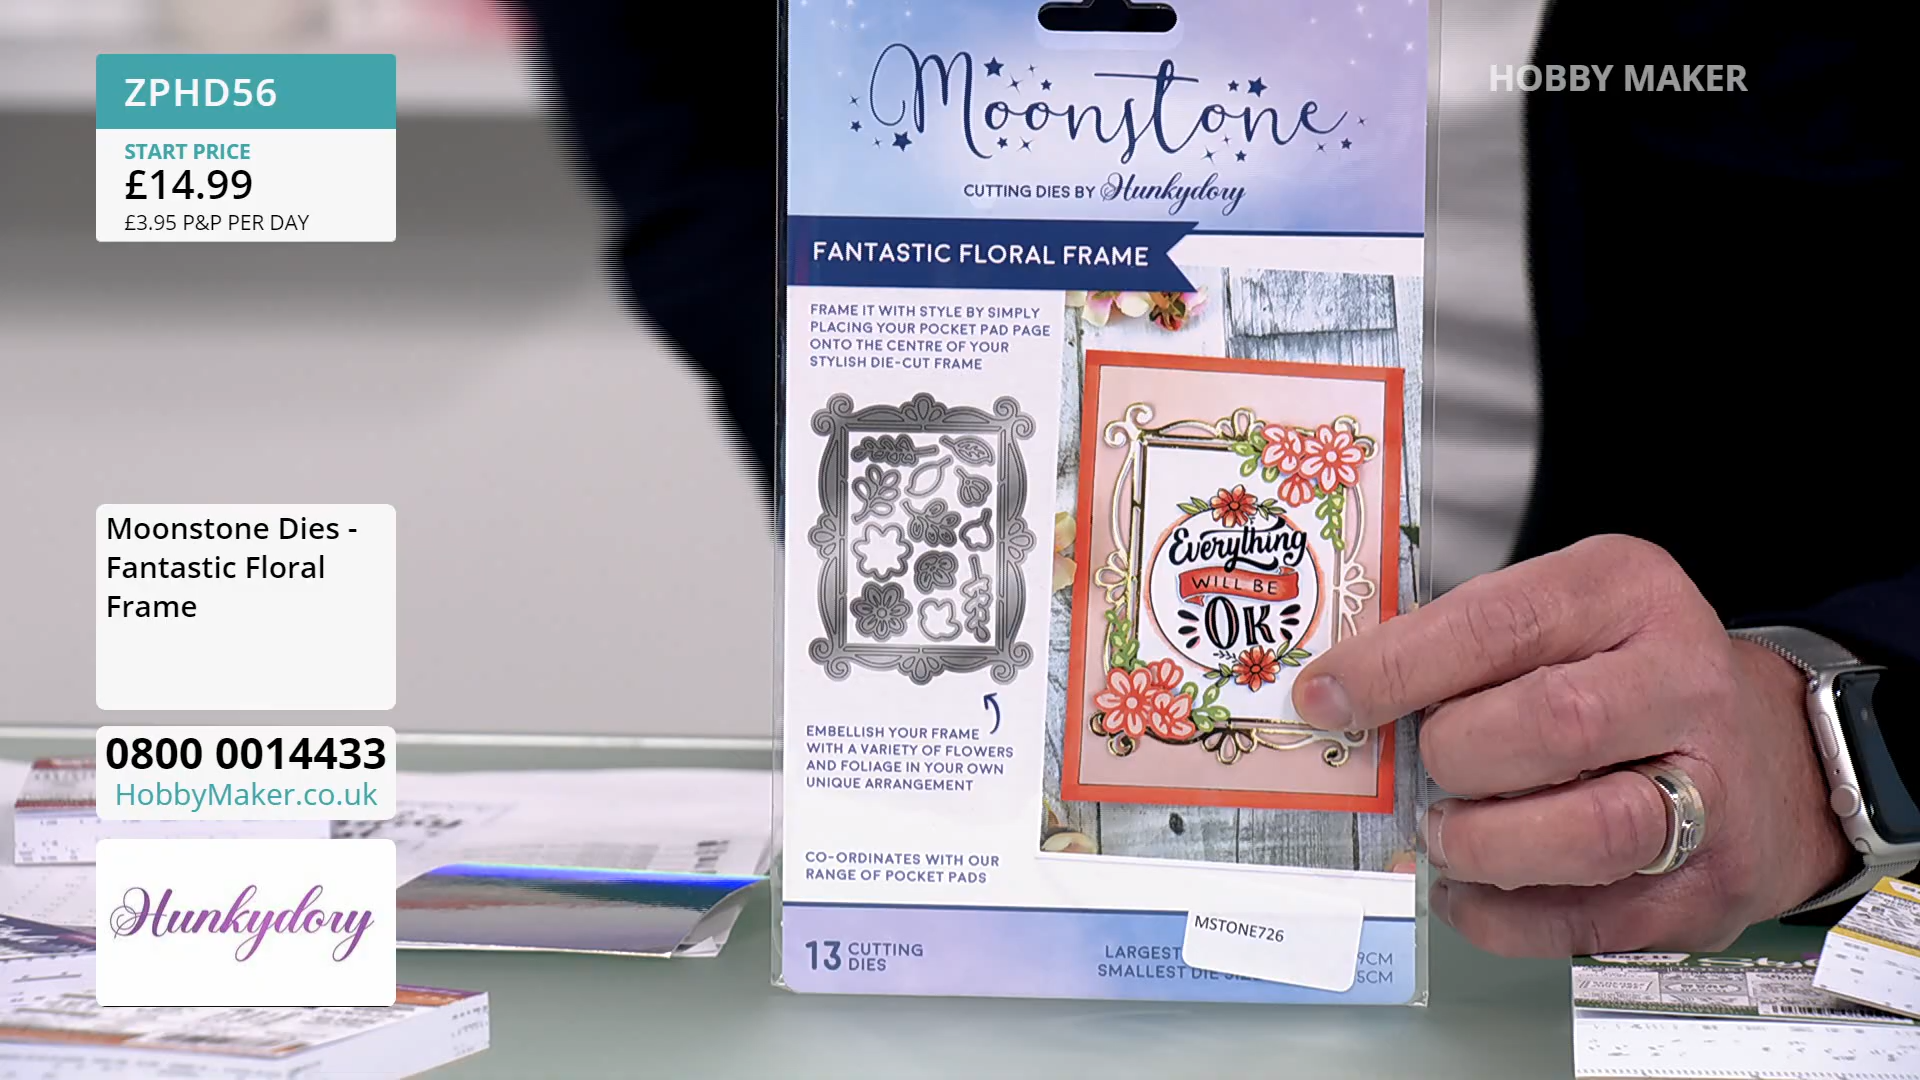 ZPHD56
START PRICE
£14.99
£3.95 P&P PER DAY
Moonstone Dies -
Fantastic Floral
Frame
0800 0014433
HobbyMaker.co.uk
Hunkydory
HOBBY MAKER
Moonstone
CUTTING DIES BY Hunkydory
FANTASTIC FLORAL FRAME
FRAME IT WITH STYLE BY SIMPLY
PLACING YOUR POCKET PAD PAGE
ONTO THE CENTRE OF YOUR
STYLISH DIE-CUT FRAME
Everything
WILL BE
OK
EMBELLISH YOUR FRAME
WITH A VARIETY OF FLOWERS
AND FOLIAGE IN YOUR OWN
UNIQUE ARRANGEMENT
CO-ORDINATES WITH OUR
RANGE OF POCKET PADS
13 CUTTING
DIES
LARGEST 9CM
SMALLEST DIE 5CM
MSTONE726